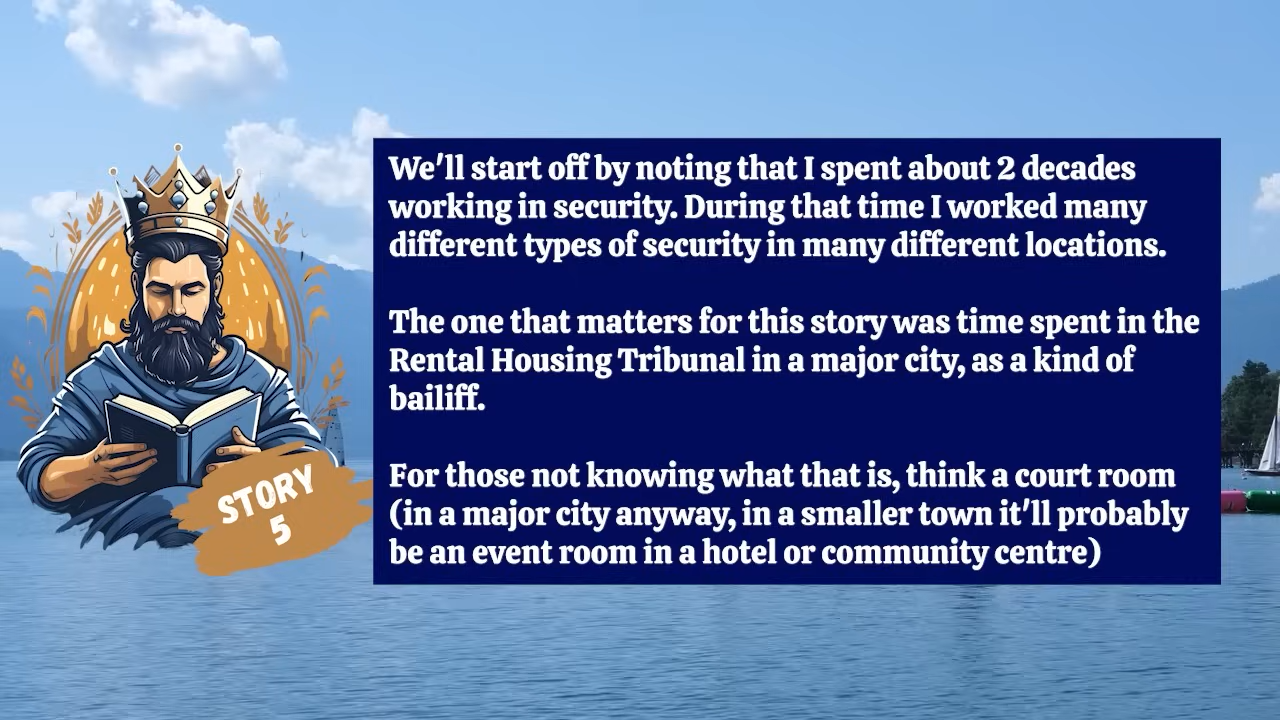 We'll start off by noting that I spent about 2 decades
working in security. During that time I worked many
different types of security in many different locations.
The one that matters for this story was time spent in the
Rental Housing Tribunal in a major city, as a kind of
bailiff.
For those not knowing what that is, think a court room
(in a major city anyway, in a smaller town it'll probably
be an event room in a hotel or community centre)
STORY
5